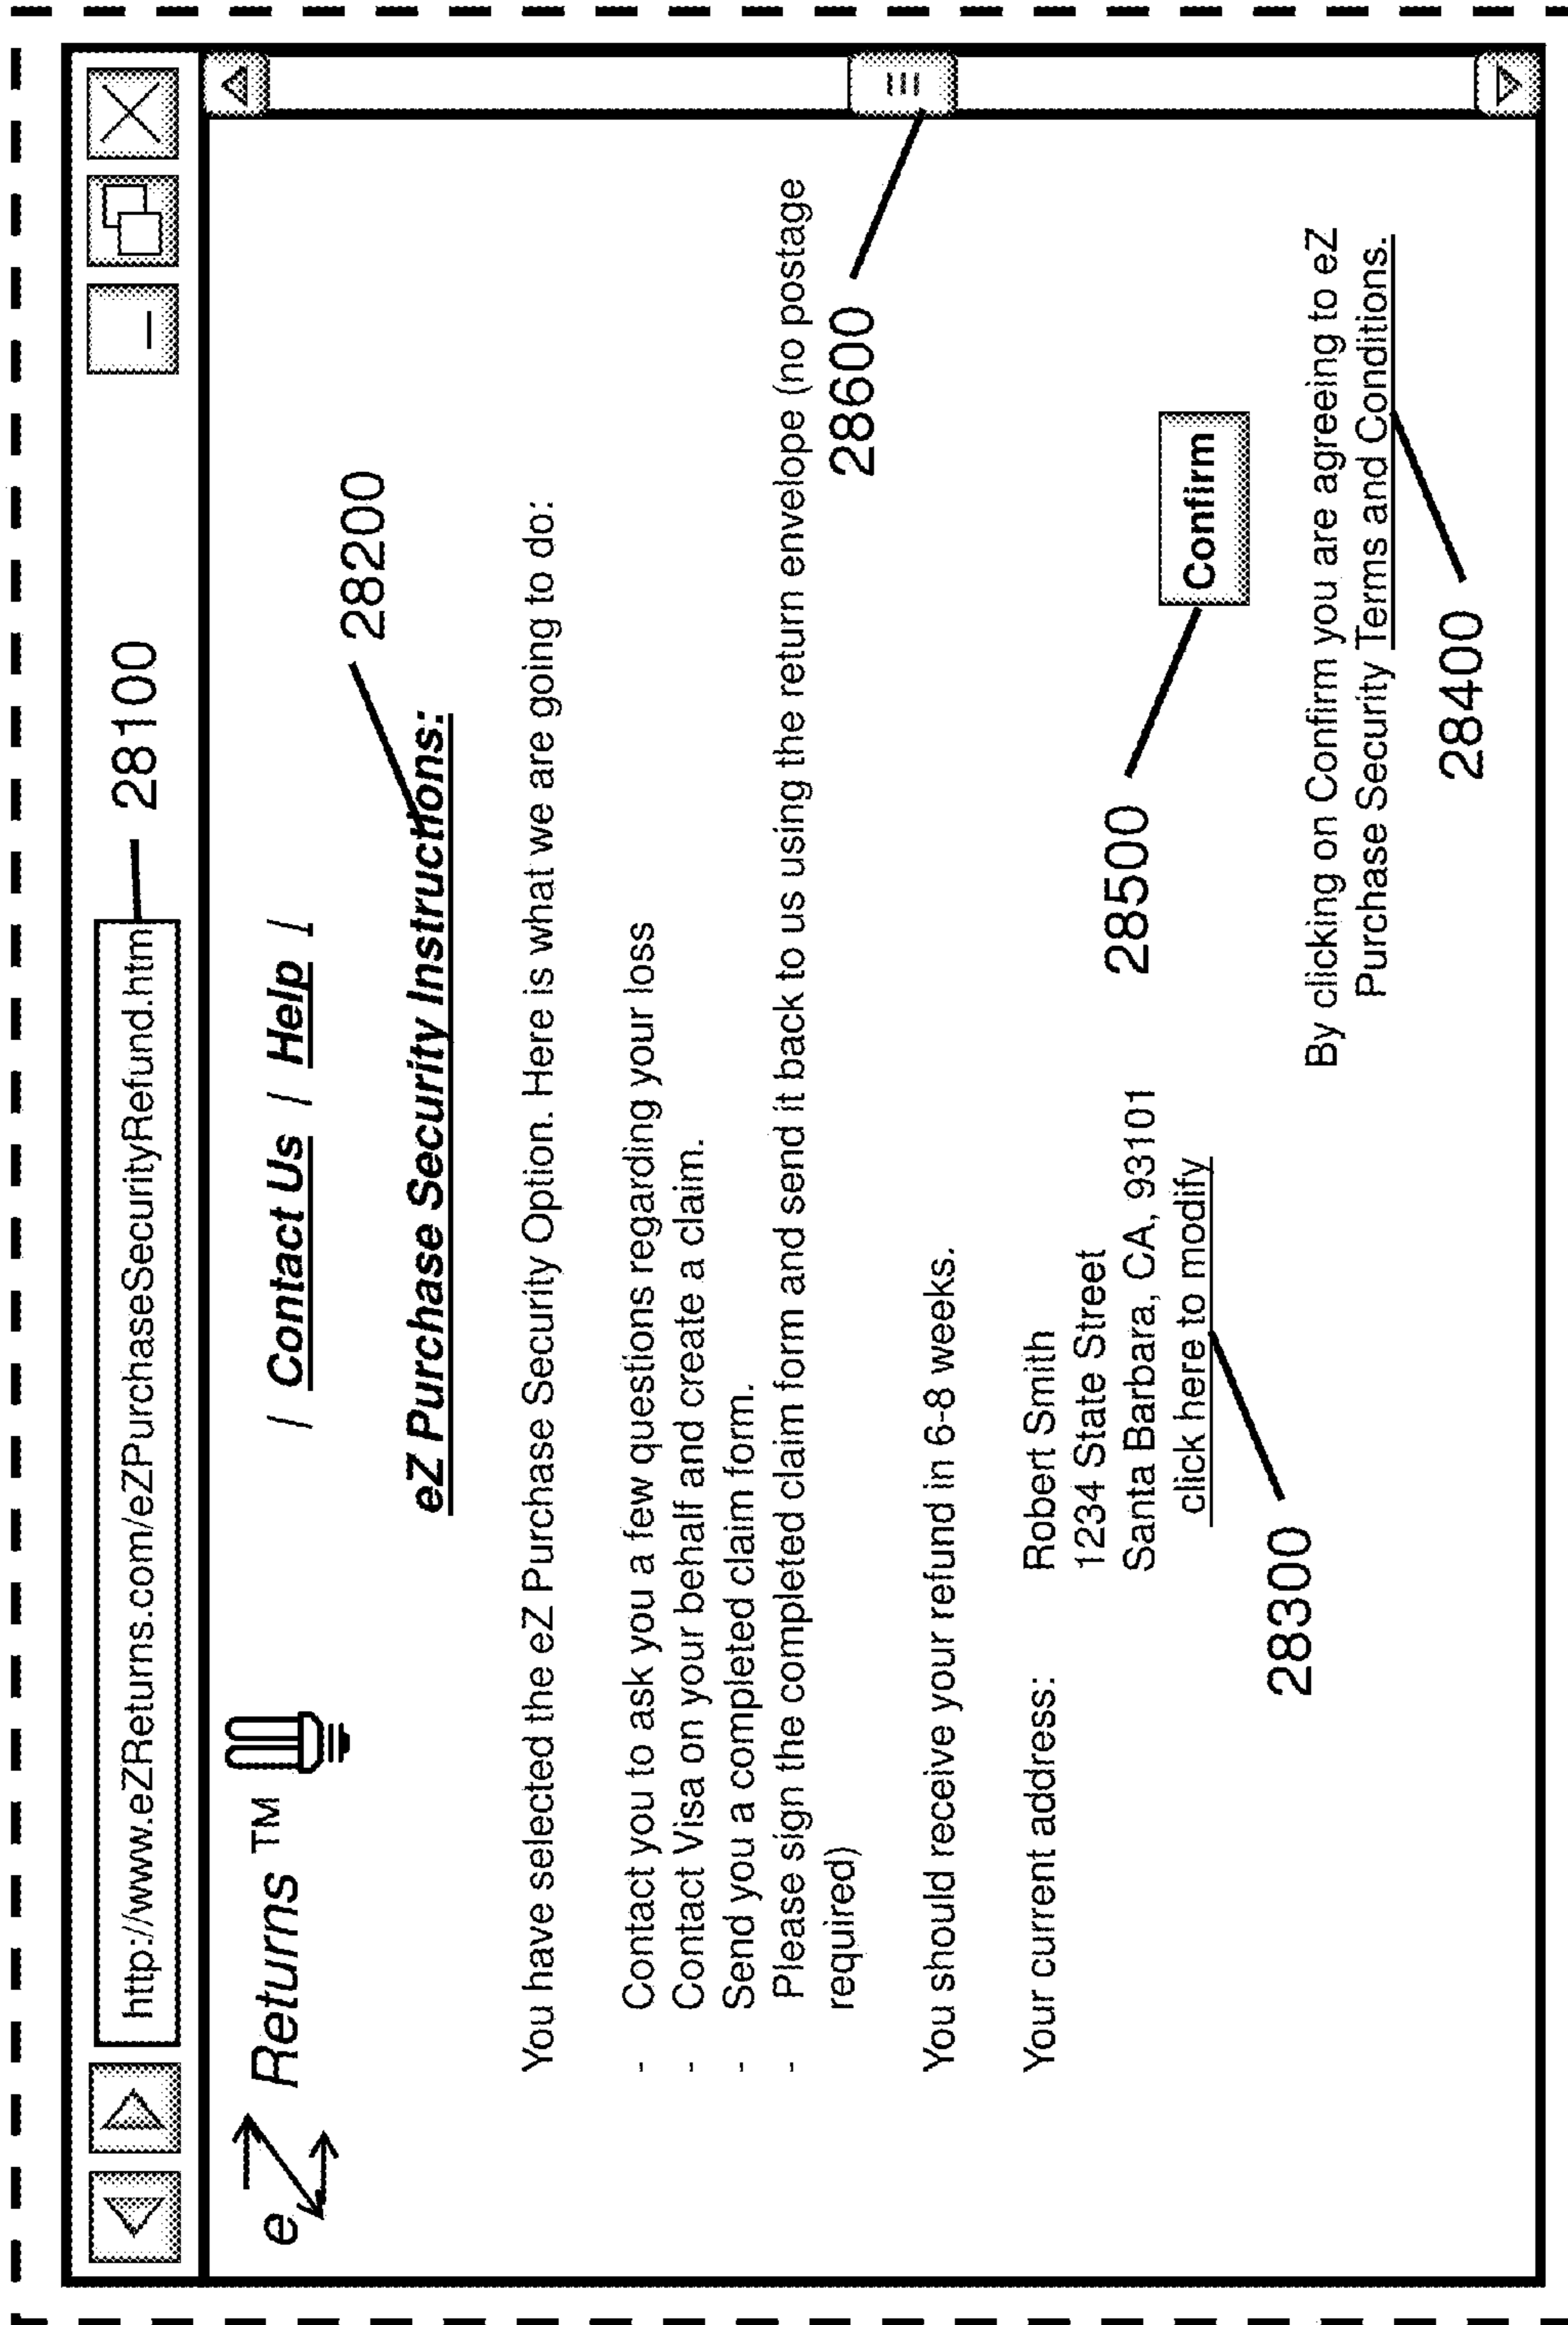 http://www.eZReturns.com/eZPurchaseSecurityRefund.htm
28100
eZ Returns ™
/ Contact Us / Help /
28200
eZ Purchase Security Instructions:
You have selected the eZ Purchase Security Option. Here is what we are going to do:
- Contact you to ask you a few questions regarding your loss
- Contact Visa on your behalf and create a claim.
- Send you a completed claim form.
- Please sign the completed claim form and send it back to us using the return envelope (no postage
required)
28600
You should receive your refund in 6-8 weeks.
Your current address: Robert Smith
1234 State Street
Santa Barbara, CA, 93101
click here to modify
28300
28500
Confirm
By clicking on Confirm you are agreeing to eZ
Purchase Security Terms and Conditions.
28400